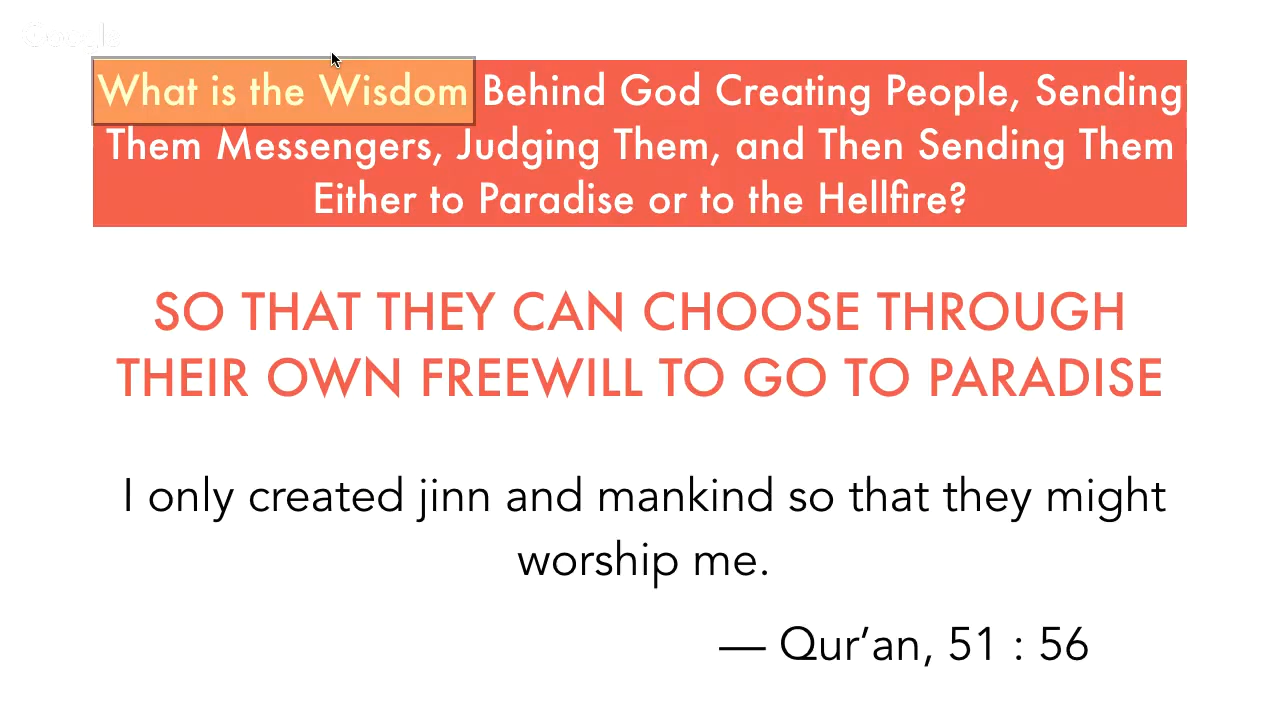 What is the Wisdom Behind God Creating People, Sending
Them Messengers, Judging Them, and Then Sending Them
Either to Paradise or to the Hellfire?
SO THAT THEY CAN CHOOSE THROUGH
THEIR OWN FREEWILL TO GO TO PARADISE
I only created jinn and mankind so that they might
worship me.
— Qur’an, 51 : 56